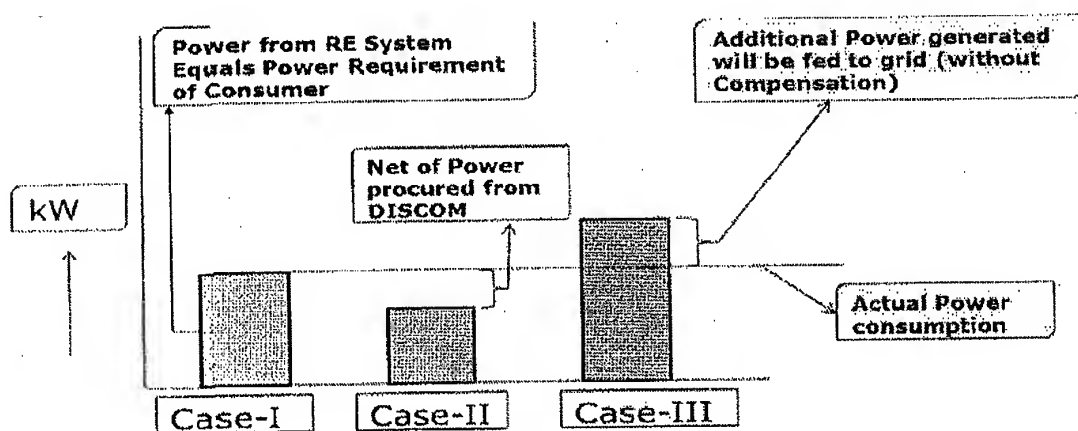 Power from RE System
Equals Power Requirement
of Consumer
Additional Power generated
will be fed to grid (without
Compensation)
Net of Power
procured from
DISCOM
kW
Actual Power
consumption
Case-I
Case-II
Case-III